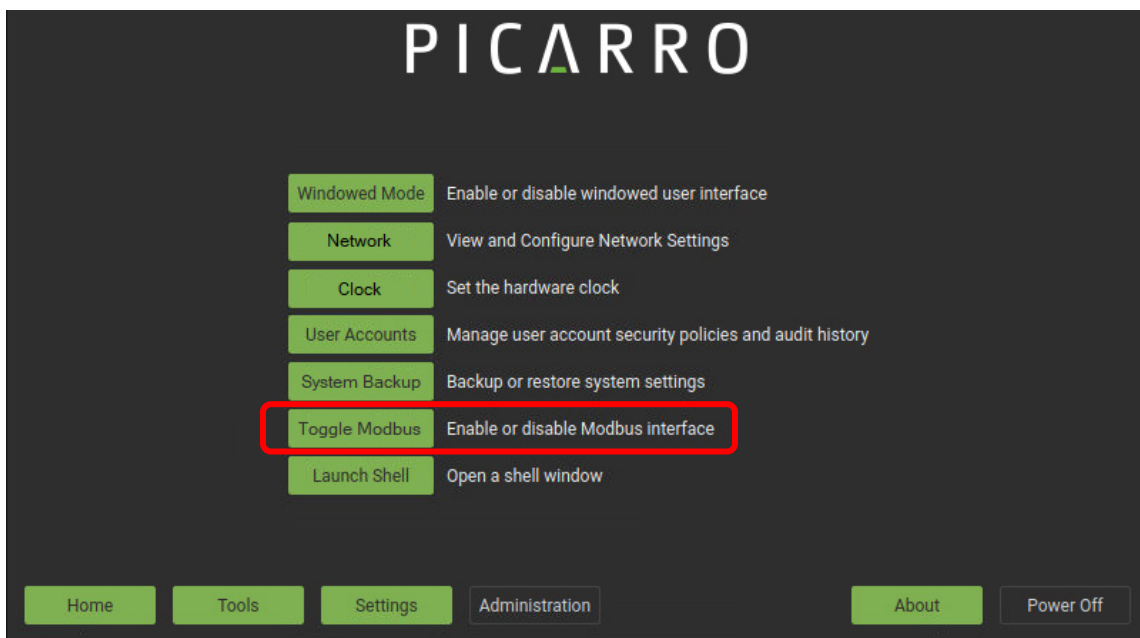 PICARRO
Windowed Mode Enable or disable windowed user interface
Network View and Configure Network Settings
Clock Set the hardware clock
User Accounts Manage user account security policies and audit history
System Backup Backup or restore system settings
Toggle Modbus Enable or disable Modbus interface
Launch Shell Open a shell window
Home Tools Settings Administration About Power Off